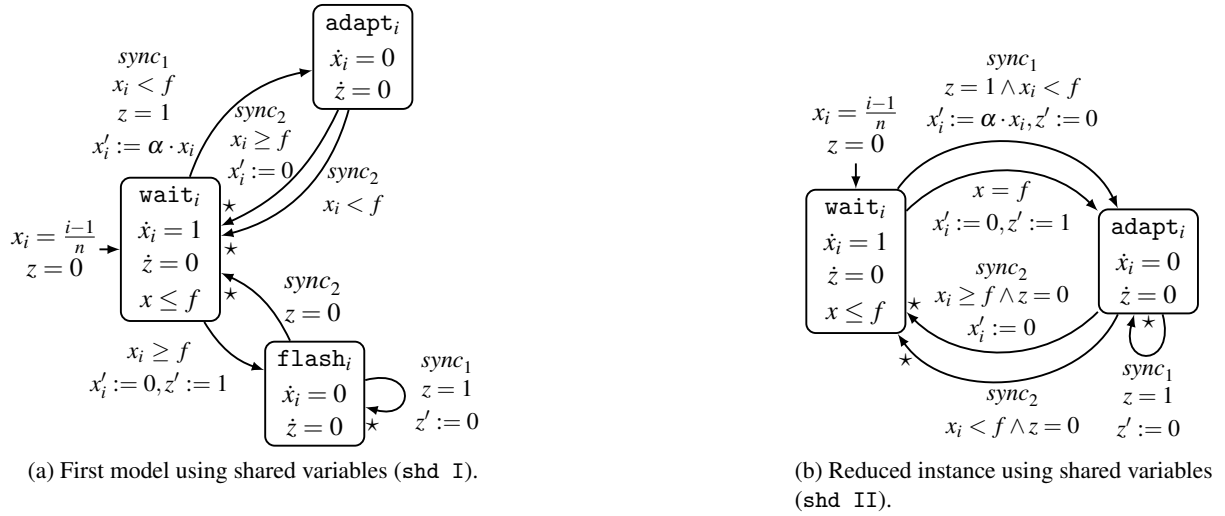 adapt_i
ẋ_i = 0
ż = 0
sync_1
x_i < f
z = 1
x′_i := α · x_i
sync_2
x_i ≥ f
x′_i := 0
sync_2
x_i < f
⋆
⋆
⋆
x_i = \frac{i−1}{n}
z = 0
wait_i
ẋ_i = 1
ż = 0
x ≤ f
sync_2
z = 0
x_i ≥ f
x′_i := 0, z′ := 1
flash_i
ẋ_i = 0
ż = 0
sync_1
z = 1
z′ := 0
⋆
(a) First model using shared variables (shd I).
sync_1
z = 1 ∧ x_i < f
x′_i := α · x_i, z′ := 0
x_i = \frac{i−1}{n}
z = 0
wait_i
ẋ_i = 1
ż = 0
x ≤ f
x = f
x′_i := 0, z′ := 1
adapt_i
ẋ_i = 0
ż = 0
sync_2
x_i ≥ f ∧ z = 0
x′_i := 0
⋆
⋆
⋆
sync_2
x_i < f ∧ z = 0
sync_1
z = 1
z′ := 0
(b) Reduced instance using shared variables
(shd II).